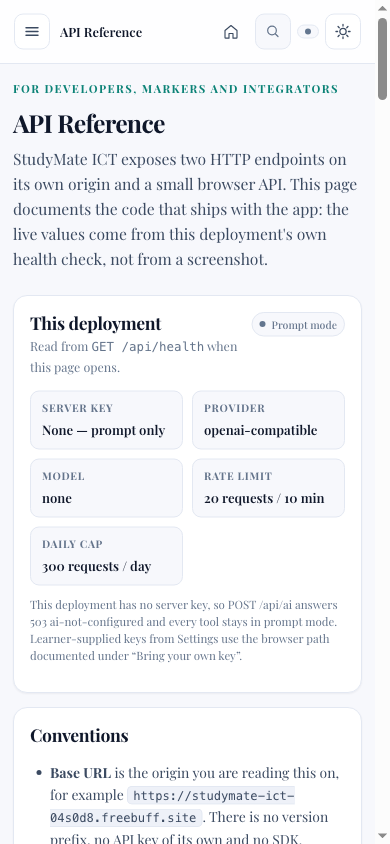 API Reference
FOR DEVELOPERS, MARKERS AND INTEGRATORS
API Reference
StudyMate ICT exposes two HTTP endpoints on
its own origin and a small browser API. This page
documents the code that ships with the app: the
live values come from this deployment's own
health check, not from a screenshot.
This deployment
Prompt mode
Read from GET /api/health when
this page opens.
SERVER KEY
None — prompt only
PROVIDER
openai-compatible
MODEL
none
RATE LIMIT
20 requests / 10 min
DAILY CAP
300 requests / day
This deployment has no server key, so POST /api/ai answers
503 ai-not-configured and every tool stays in prompt mode.
Learner-supplied keys from Settings use the browser path
documented under “Bring your own key”.
Conventions
• Base URL is the origin you are reading this on,
for example https://studymate-ict-
04s0d8.freebuff.site. There is no version
prefix, no API key of its own and no SDK.